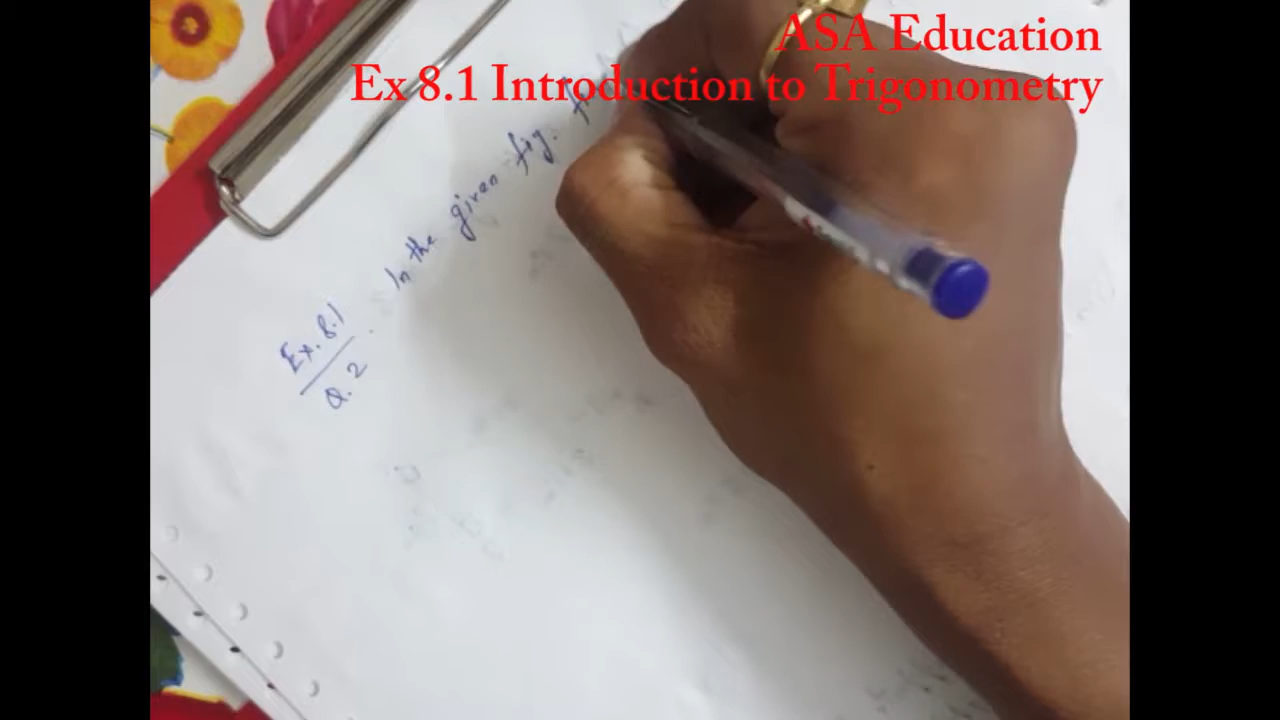 ASA Education
Ex 8.1 Introduction to Trigonometry
Ex. 8.1
Q. 2. In the given fig. f